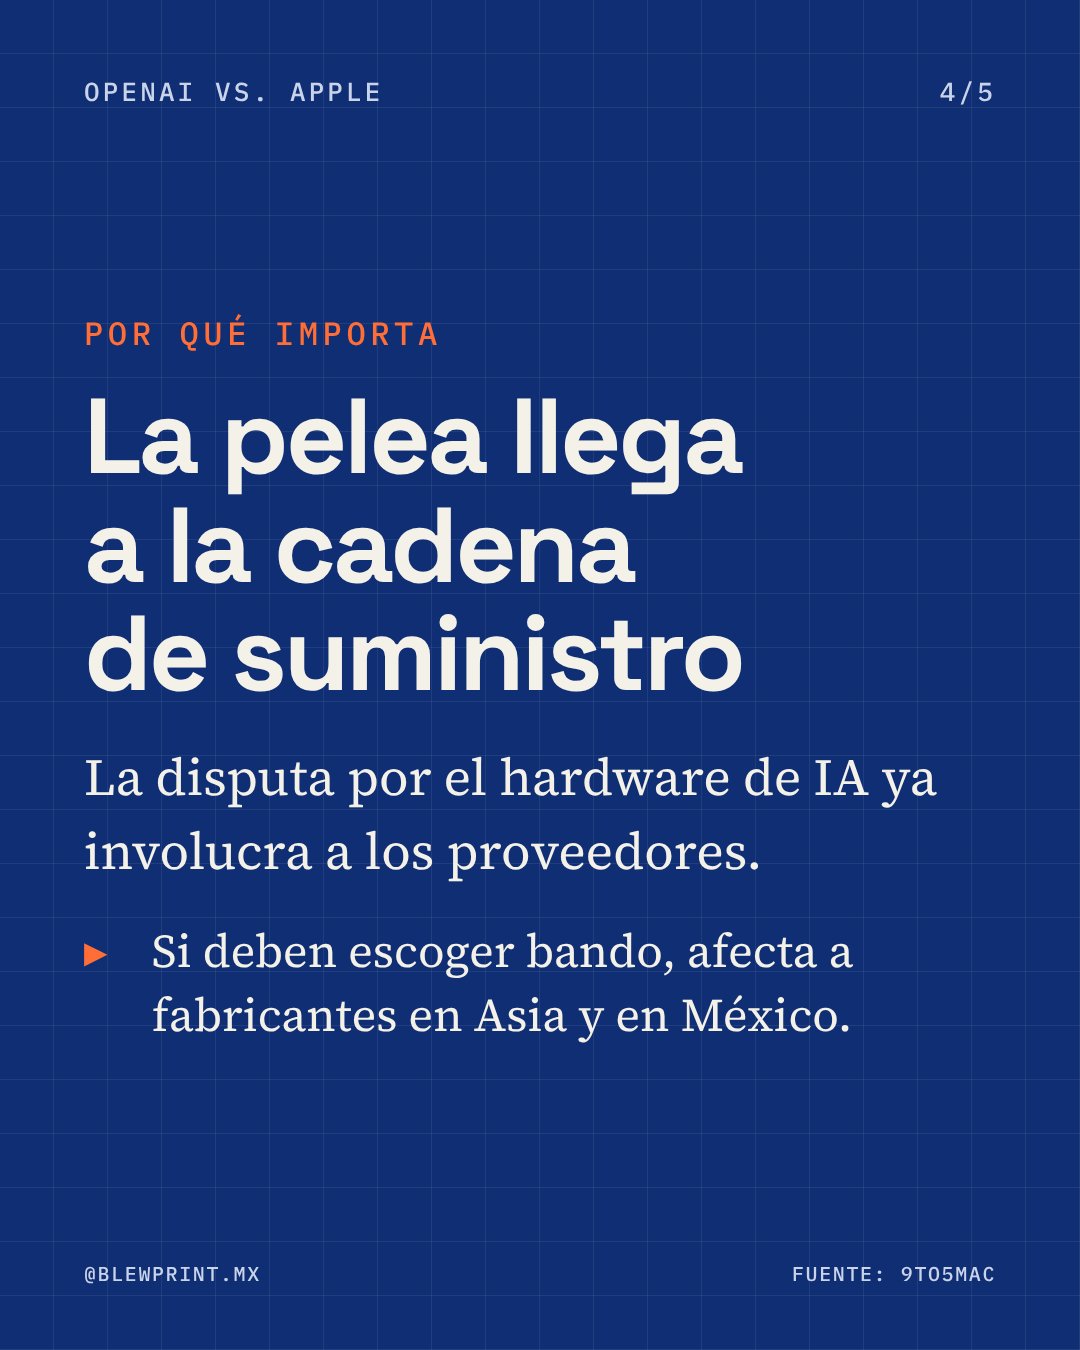 OPENAI VS. APPLE
4/5
POR QUÉ IMPORTA
La pelea llega
a la cadena
de suministro
La disputa por el hardware de IA ya
involucra a los proveedores.
▶ Si deben escoger bando, afecta a
fabricantes en Asia y en México.
@BLEWPRINT.MX
FUENTE: 9TO5MAC